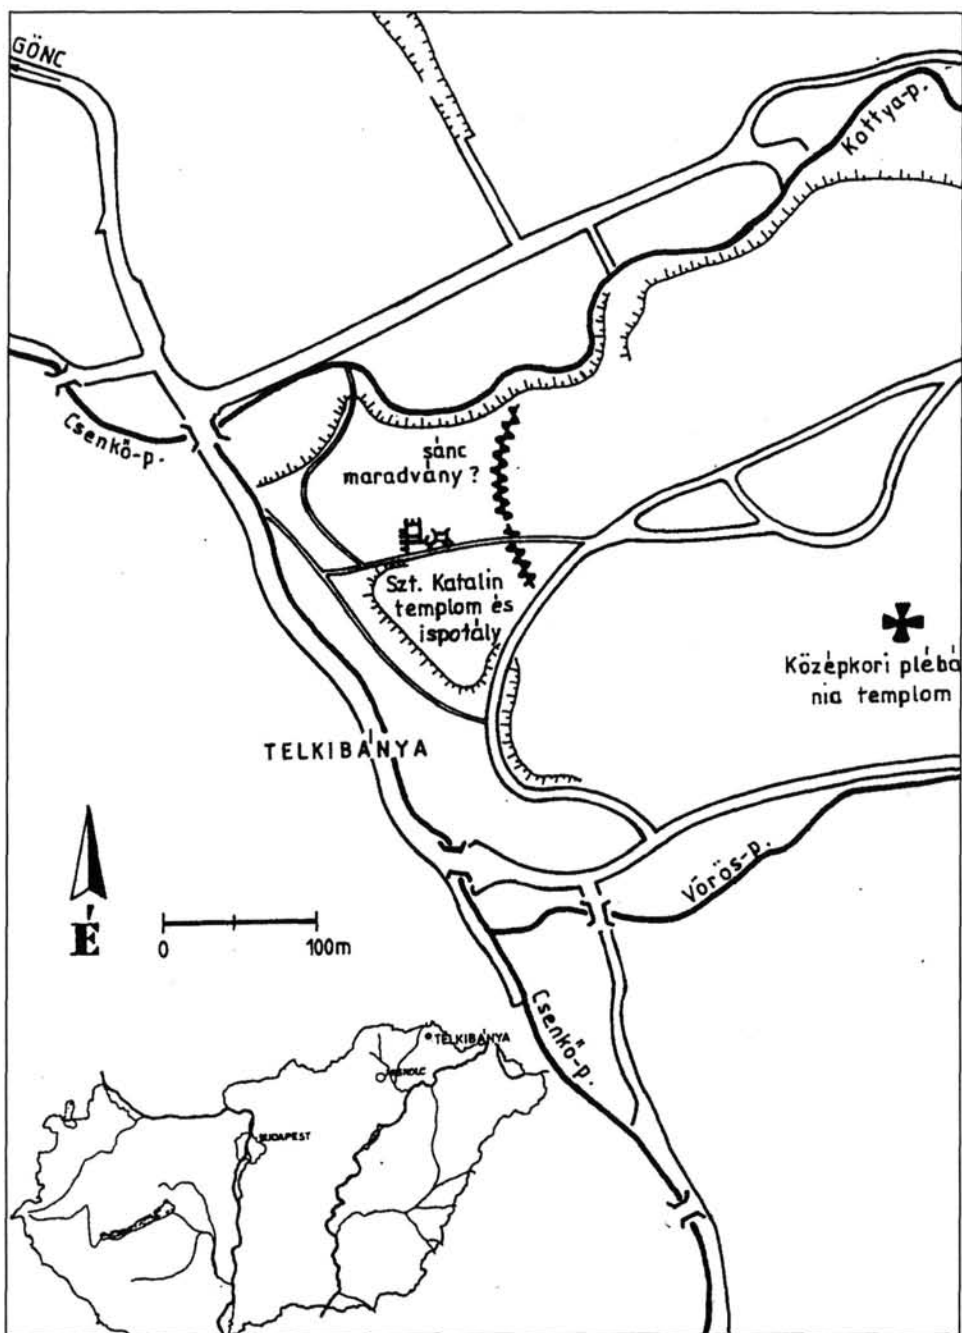 GÖNC
Kottya-p.
Csenkő-p.
sánc
maradvány ?
Szt. Katalin
templom és
ispotály
Középkori plébá
nia templom
TELKIBÁNYA
Vörös-p.
É
0 100m
Csenkő-p.
TELKIBÁNYA
BUDAPEST